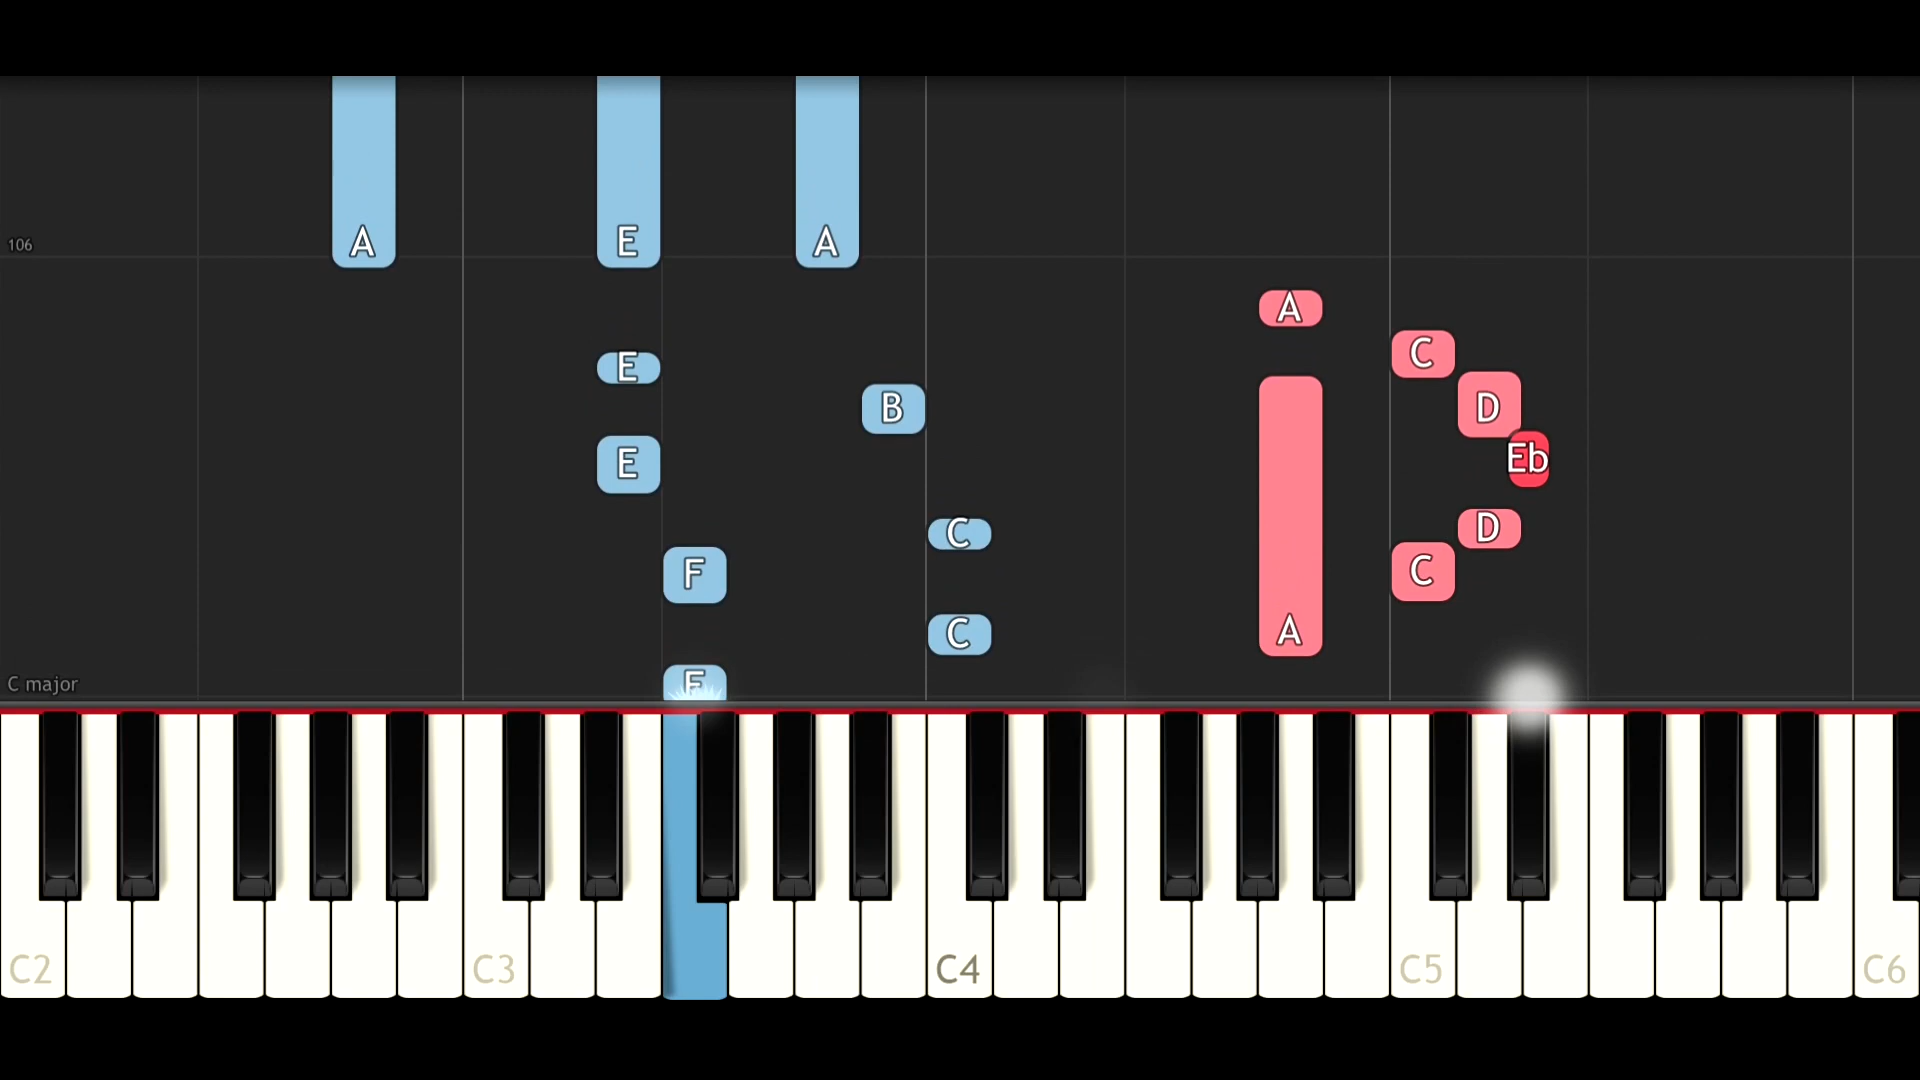 106
A E A
A
C
E
B D
E Eb
C D
F C
C A
F
C major
C2 C3 C4 C5 C6